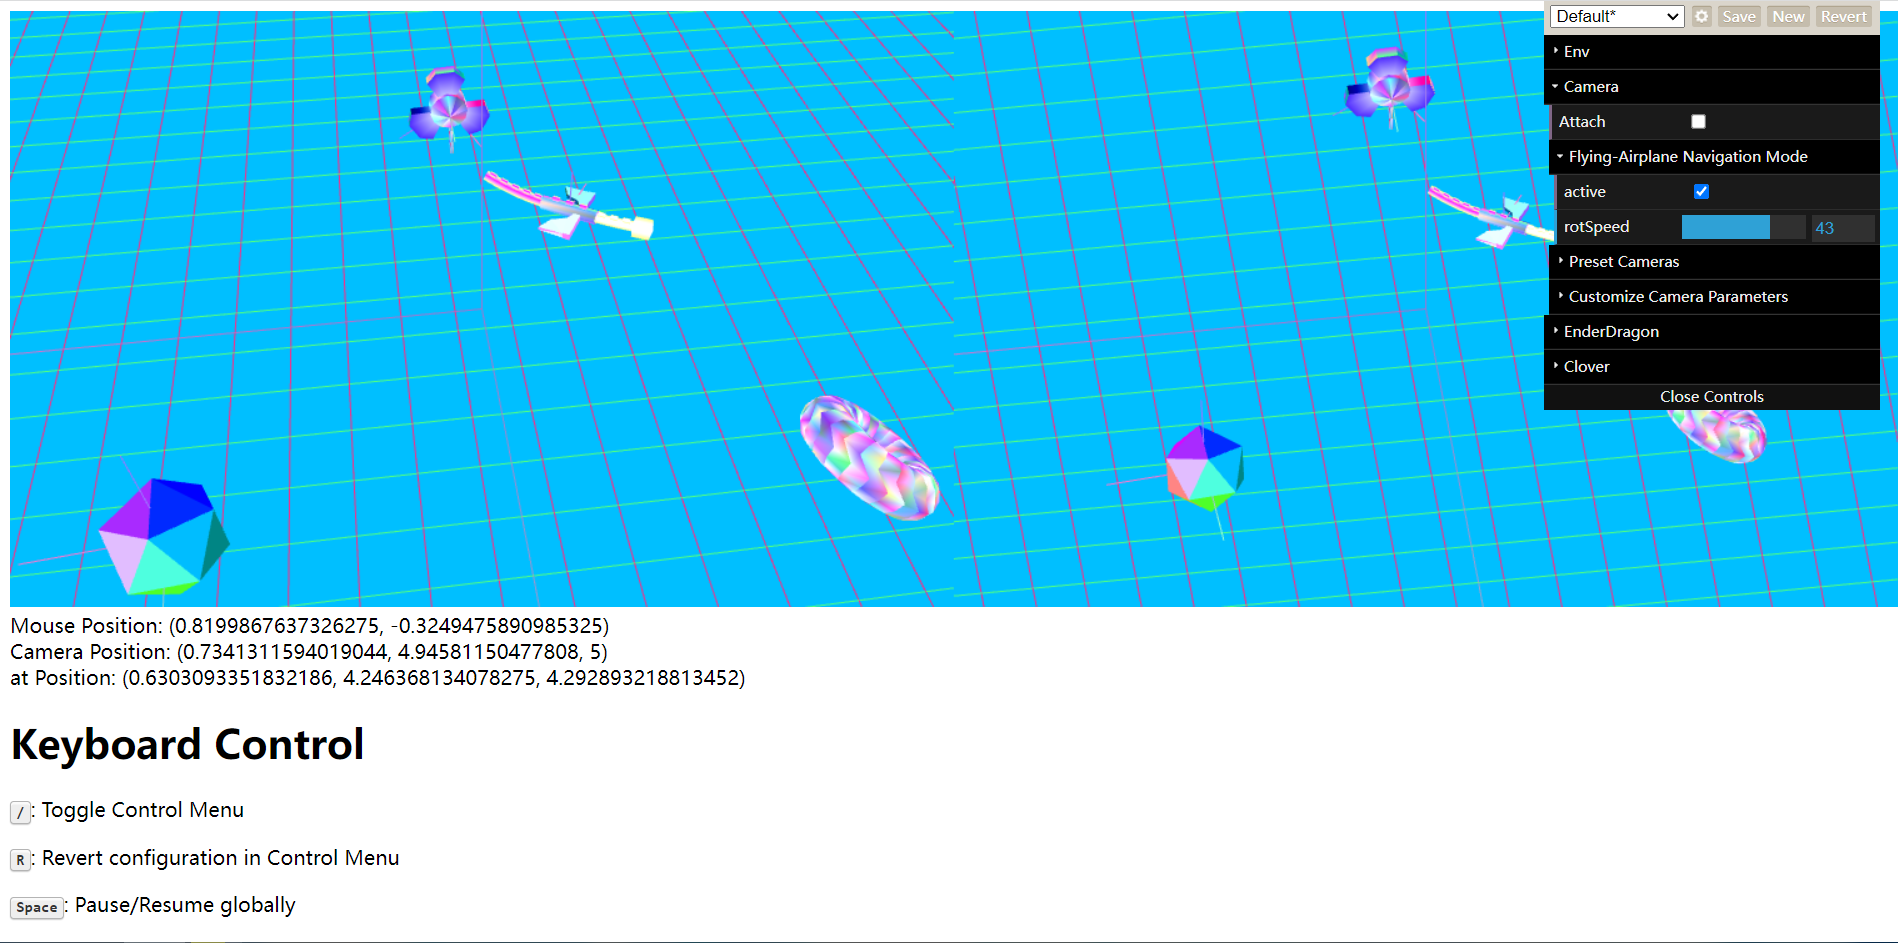 Default*
Save New Revert
Env
Camera
Attach
Flying-Airplane Navigation Mode
active
rotSpeed 43
Preset Cameras
Customize Camera Parameters
EnderDragon
Clover
Close Controls
Mouse Position: (0.8199867637326275, -0.3249475890985325)
Camera Position: (0.7341311594019044, 4.94581150477808, 5)
at Position: (0.6303093351832186, 4.246368134078275, 4.292893218813452)
Keyboard Control
/: Toggle Control Menu
R: Revert configuration in Control Menu
Space: Pause/Resume globally